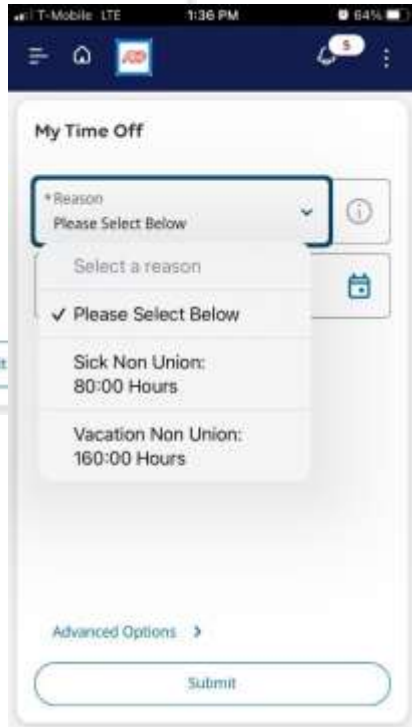 T-Mobile LTE 1:36 PM 64%
ADP 5
My Time Off
*Reason
Please Select Below
Select a reason
✓ Please Select Below
Sick Non Union:
80:00 Hours
Vacation Non Union:
160:00 Hours
Advanced Options >
Submit